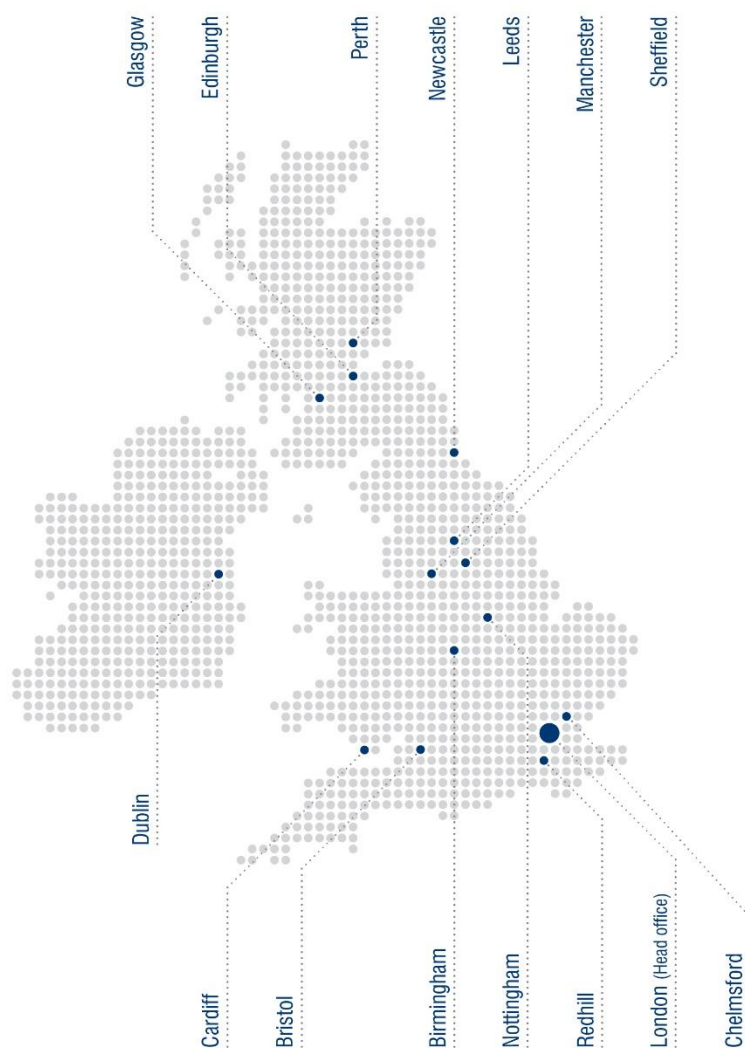 Glasgow
Edinburgh
Perth
Newcastle
Leeds
Manchester
Sheffield
Dublin
Cardiff
Bristol
Birmingham
Nottingham
Redhill
London (Head office)
Chelmsford